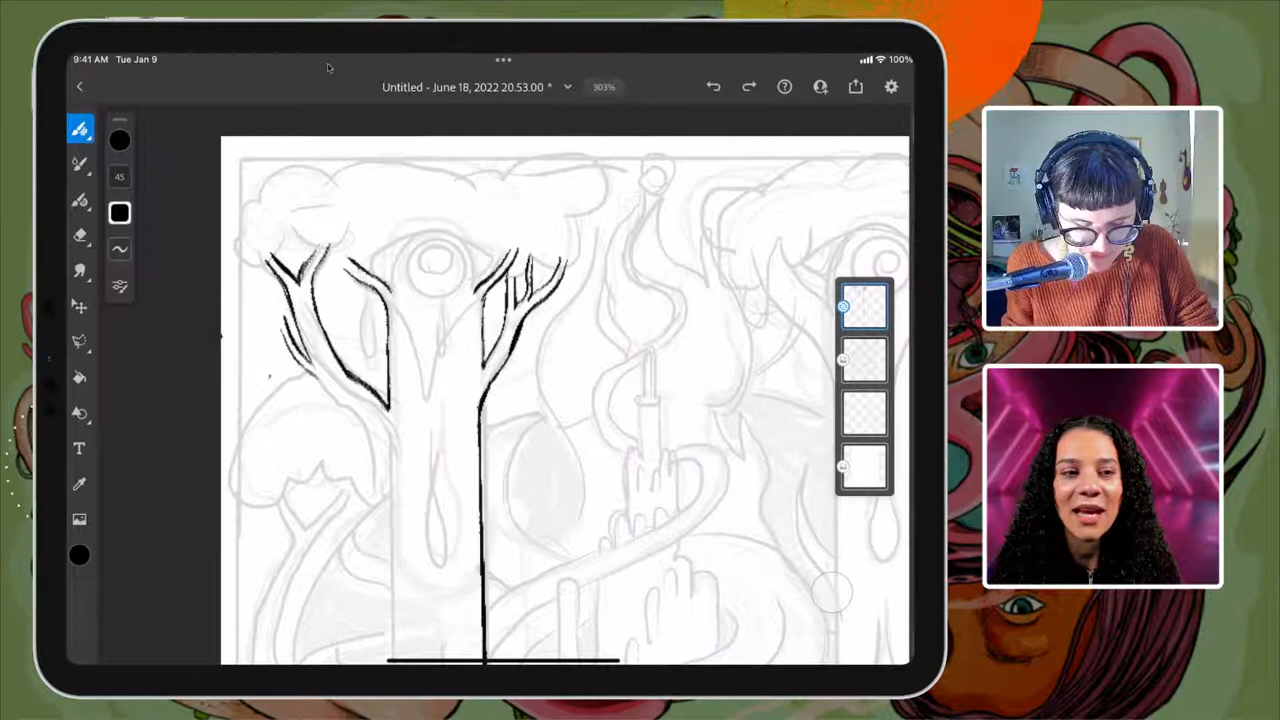 9:41 AM Tue Jan 9
100%
Untitled - June 18, 2022 20.53.00 *
303%
45
T